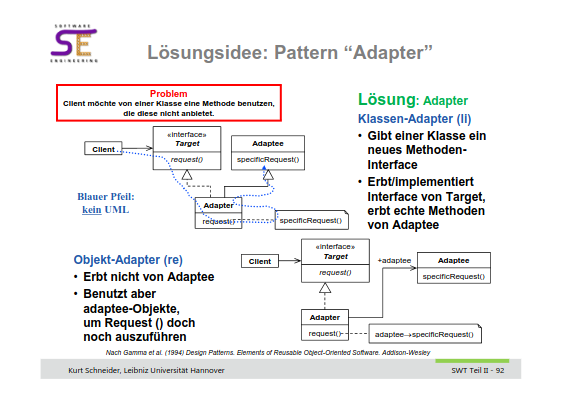 SOFTWARE
SE
ENGINEERING
Lösungsidee: Pattern “Adapter”
Problem
Client möchte von einer Klasse eine Methode benutzen,
die diese nicht anbietet.
Client
«interface»
Target
request()
Adaptee
specificRequest()
Adapter
request()
specificRequest()
Blauer Pfeil:
kein UML
Lösung: Adapter
Klassen-Adapter (li)
• Gibt einer Klasse ein
neues Methoden-
Interface
• Erbt/implementiert
Interface von Target,
erbt echte Methoden
von Adaptee
Objekt-Adapter (re)
• Erbt nicht von Adaptee
• Benutzt aber
adaptee-Objekte,
um Request () doch
noch auszuführen
Client
«interface»
Target
request()
+adaptee
Adaptee
specificRequest()
Adapter
request()
adaptee→specificRequest()
Nach Gamma et al. (1994) Design Patterns. Elements of Reusable Object-Oriented Software. Addison-Wesley
Kurt Schneider, Leibniz Universität Hannover
SWT Teil II - 92